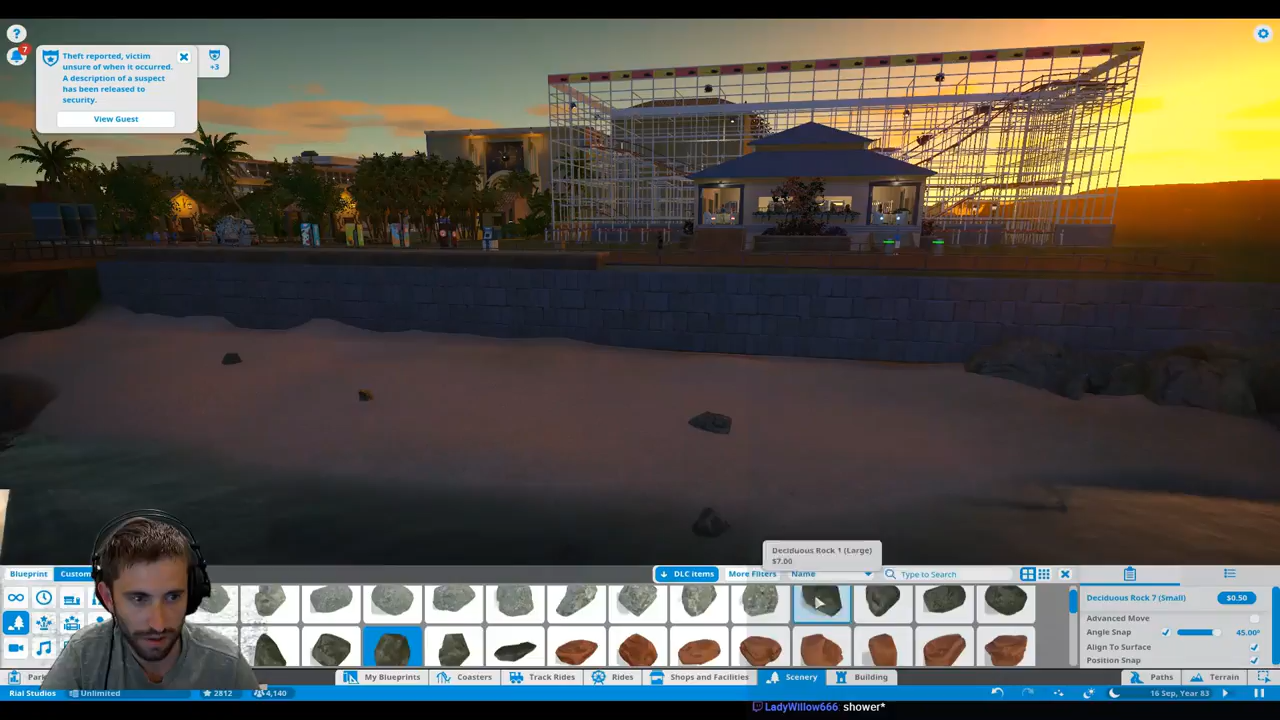 ?
7
Theft reported, victim
unsure of when it occurred.
A description of a suspect
has been released to
security.
View Guest
+3
Deciduous Rock 1 (Large)
$7.00
Blueprint
Custom
DLC items
More Filters
Name
Type to Search
Deciduous Rock 7 (Small)
$0.50
Advanced Move
Angle Snap
45.00°
Align To Surface
Position Snap
Park
My Blueprints
Coasters
Track Rides
Rides
Shops and Facilities
Scenery
Building
Paths
Terrain
Rial Studios
Unlimited
2812
4,140
16 Sep, Year 83
LadyWillow666 shower*